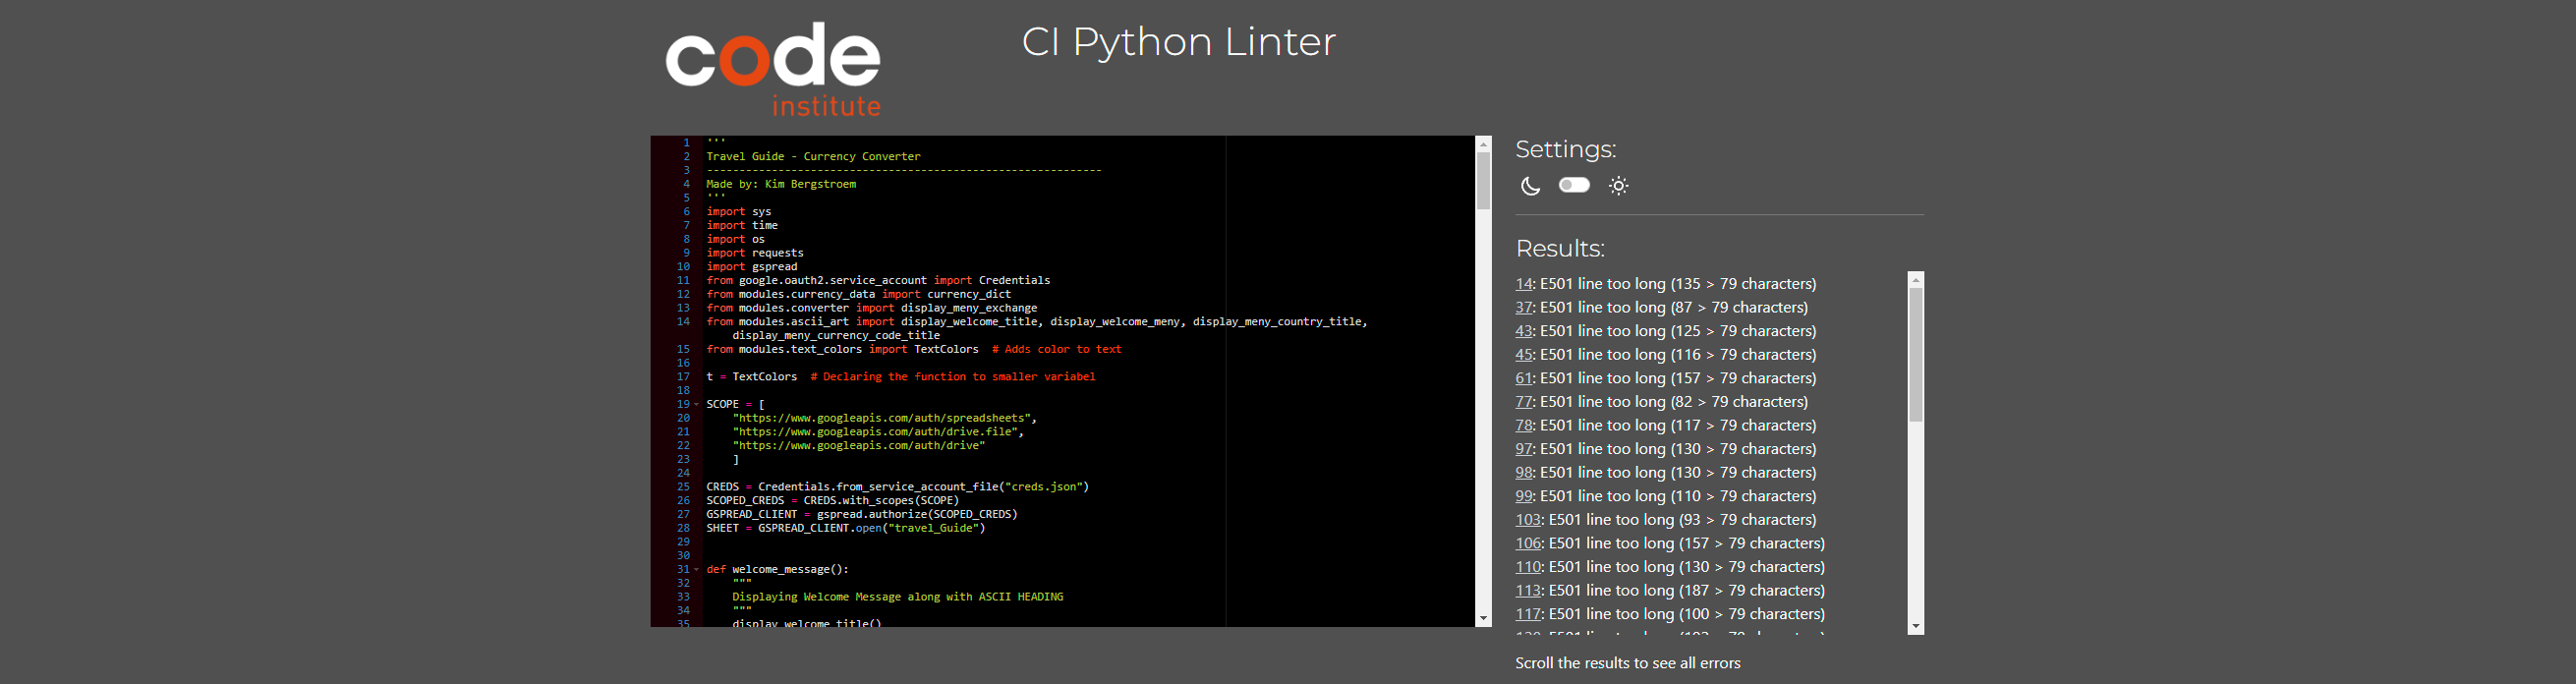 code
institute
CI Python Linter
1 '''
2 Travel Guide - Currency Converter
3 -------------------------------------------------------------
4 Made by: Kim Bergstroem
5 '''
6 import sys
7 import time
8 import os
9 import requests
10 import gspread
11 from google.oauth2.service_account import Credentials
12 from modules.currency_data import currency_dict
13 from modules.converter import display_meny_exchange
14 from modules.ascii_art import display_welcome_title, display_welcome_meny, display_meny_country_title,
display_meny_currency_code_title
15 from modules.text_colors import TextColors  # Adds color to text
16
17 t = TextColors  # Declaring the function to smaller variabel
18
19 SCOPE = [
20     "https://www.googleapis.com/auth/spreadsheets",
21     "https://www.googleapis.com/auth/drive.file",
22     "https://www.googleapis.com/auth/drive"
23     ]
24
25 CREDS = Credentials.from_service_account_file("creds.json")
26 SCOPED_CREDS = CREDS.with_scopes(SCOPE)
27 GSPREAD_CLIENT = gspread.authorize(SCOPED_CREDS)
28 SHEET = GSPREAD_CLIENT.open("travel_Guide")
29
30
31 def welcome_message():
32     """
33     Displaying Welcome Message along with ASCII HEADING
34     """
35     display_welcome_title()
Settings:
Results:
14: E501 line too long (135 > 79 characters)
37: E501 line too long (87 > 79 characters)
43: E501 line too long (125 > 79 characters)
45: E501 line too long (116 > 79 characters)
61: E501 line too long (157 > 79 characters)
77: E501 line too long (82 > 79 characters)
78: E501 line too long (117 > 79 characters)
97: E501 line too long (130 > 79 characters)
98: E501 line too long (130 > 79 characters)
99: E501 line too long (110 > 79 characters)
103: E501 line too long (93 > 79 characters)
106: E501 line too long (157 > 79 characters)
110: E501 line too long (130 > 79 characters)
113: E501 line too long (187 > 79 characters)
117: E501 line too long (100 > 79 characters)
Scroll the results to see all errors